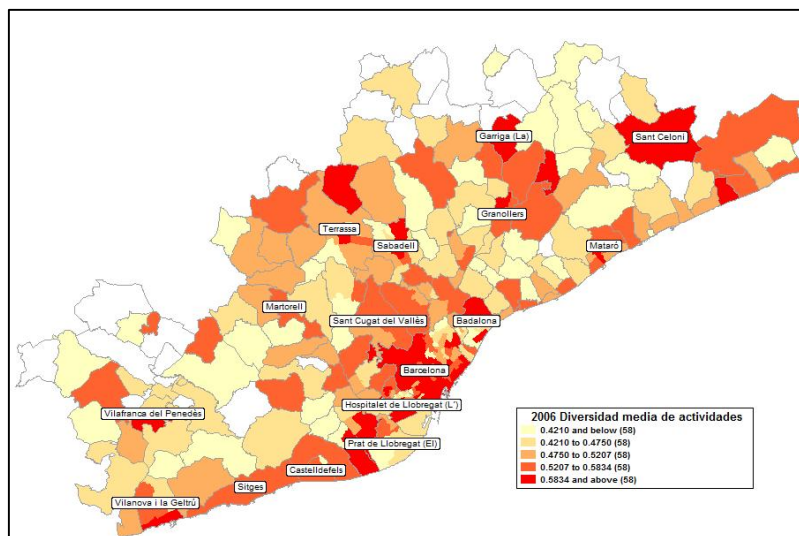 Garriga (La)
Sant Celoni
Granollers
Terrassa
Sabadell
Mataró
Martorell
Sant Cugat del Vallès
Badalona
Barcelona
Hospitalet de Llobregat (L')
Vilafranca del Penedès
Prat de Llobregat (El)
Castelldefels
Sitges
Vilanova i la Geltrú
2006 Diversidad media de actividades
0.4210 and below (58)
0.4210 to 0.4750 (58)
0.4750 to 0.5207 (58)
0.5207 to 0.5834 (58)
0.5834 and above (58)